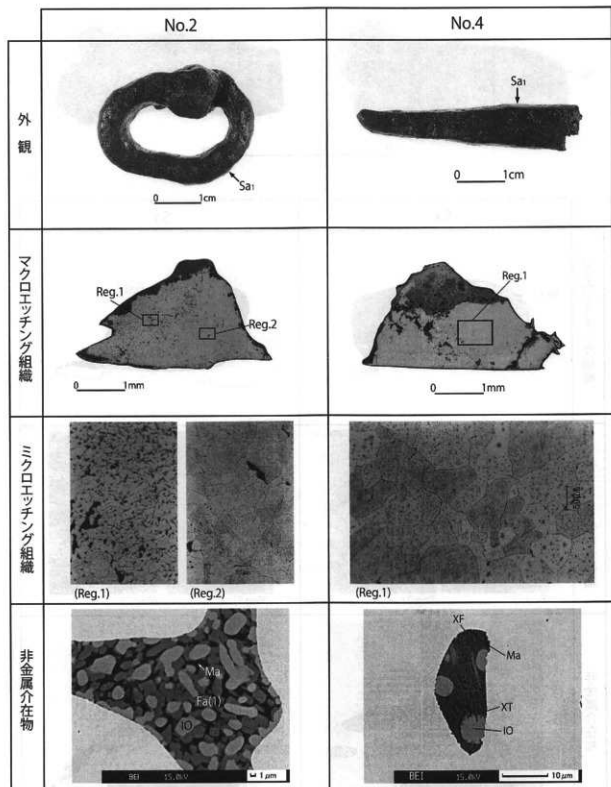 No.2
No.4
外観
Sa1
0 1cm
Sa1
0 1cm
マクロエッチング組織
Reg.1
Reg.2
0 1mm
Reg.1
0 1mm
ミクロエッチング組織
(Reg.1)
(Reg.2)
(Reg.1)
非金属介在物
Ma
Fa(1)
IO
BEI 15.0kV 1μm
XF
Ma
XT
IO
BEI 15.0kV 10μm